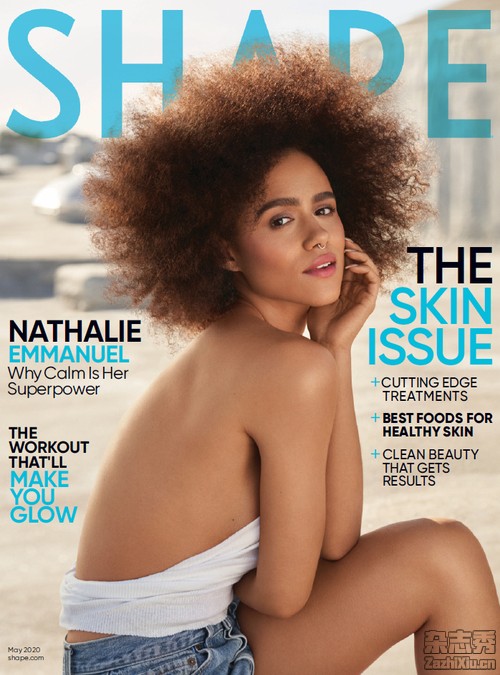 SHAPE
THE
SKIN
ISSUE
+CUTTING EDGE
TREATMENTS
+BEST FOODS FOR
HEALTHY SKIN
+CLEAN BEAUTY
THAT GETS
RESULTS
NATHALIE
EMMANUEL
Why Calm Is Her
Superpower
THE
WORKOUT
THAT'LL
MAKE
YOU
GLOW
May 2020
shape.com
杂志秀
ZazhiXiu.cn